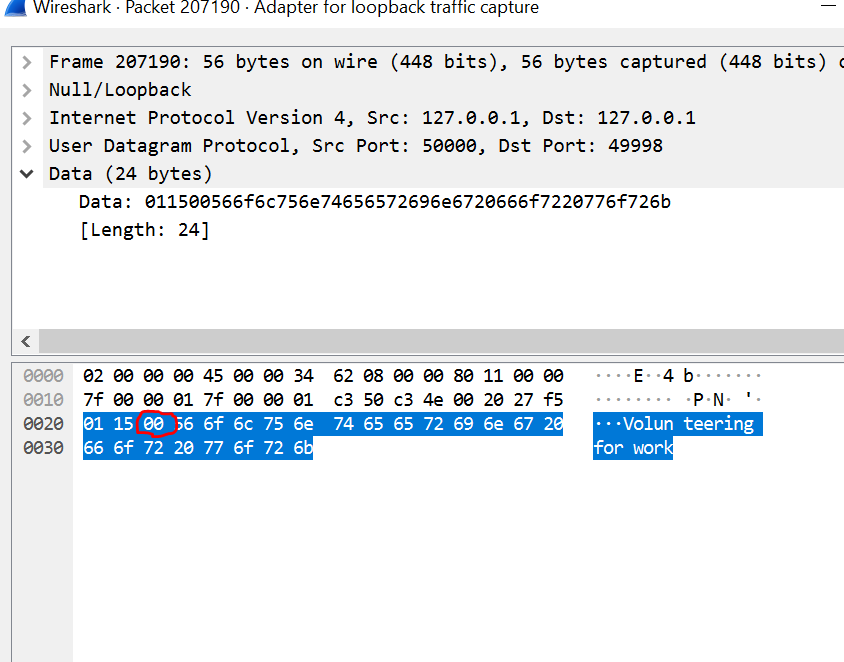 Wireshark · Packet 207190 · Adapter for loopback traffic capture
Frame 207190: 56 bytes on wire (448 bits), 56 bytes captured (448 bits) o
Null/Loopback
Internet Protocol Version 4, Src: 127.0.0.1, Dst: 127.0.0.1
User Datagram Protocol, Src Port: 50000, Dst Port: 49998
Data (24 bytes)
Data: 011500566f6c756e74656572696e6720666f7220776f726b
[Length: 24]
0000 02 00 00 00 45 00 00 34 62 08 00 00 80 11 00 00 ····E··4 b·······
0010 7f 00 00 01 7f 00 00 01 c3 50 c3 4e 00 20 27 f5 ········ ·P·N· '·
0020 01 15 00 56 6f 6c 75 6e 74 65 65 72 69 6e 67 20 ···Volun teering
0030 66 6f 72 20 77 6f 72 6b for work